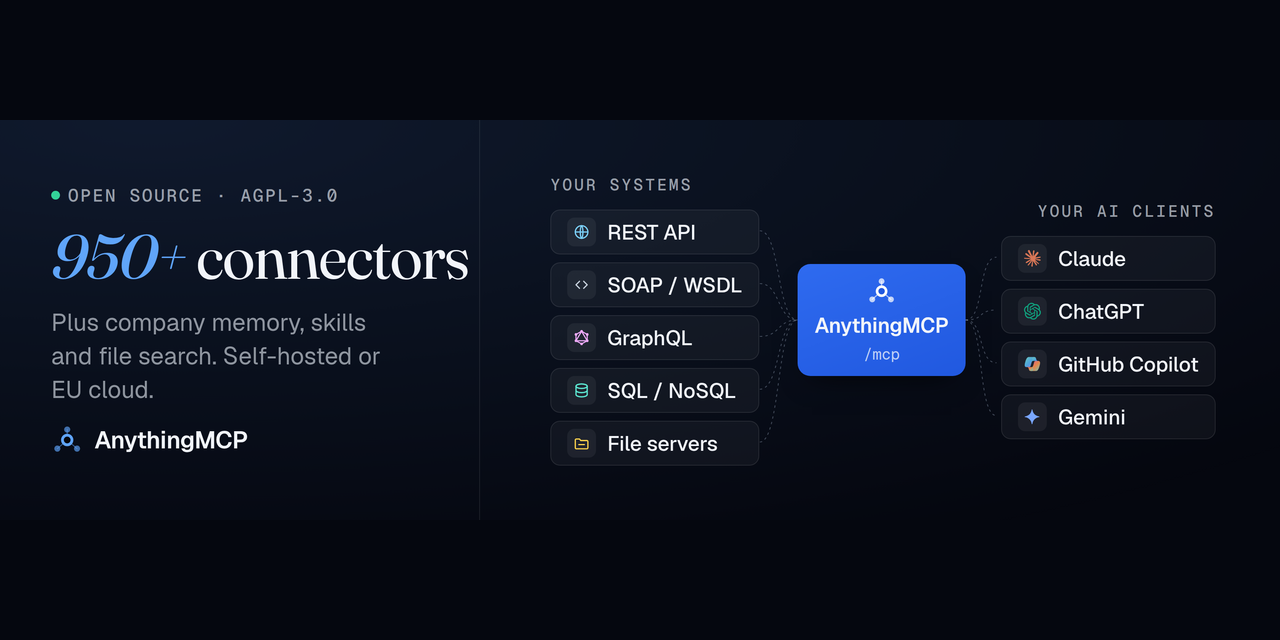 OPEN SOURCE · AGPL-3.0
950+ connectors
Plus company memory, skills
and file search. Self-hosted or
EU cloud.
AnythingMCP
YOUR SYSTEMS
REST API
SOAP / WSDL
GraphQL
SQL / NoSQL
File servers
AnythingMCP
/mcp
YOUR AI CLIENTS
Claude
ChatGPT
GitHub Copilot
Gemini